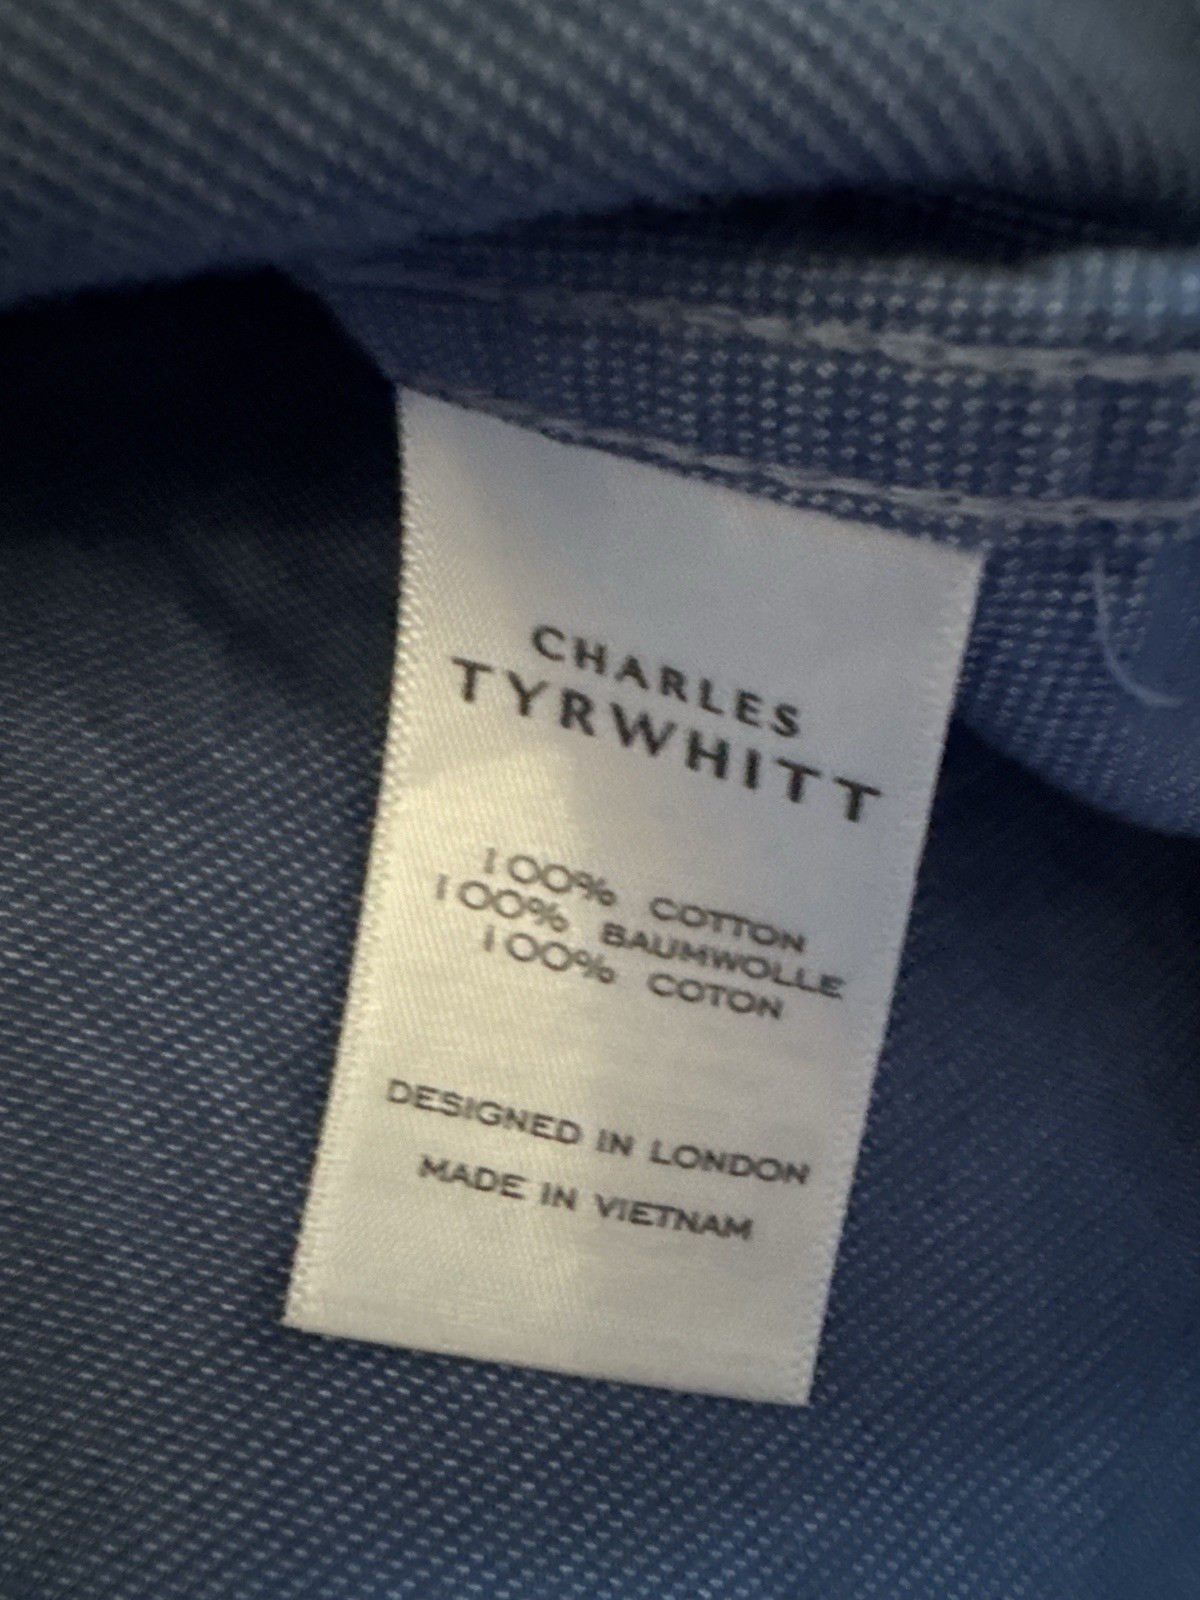 CHARLES
TYRWHITT
100% COTTON
100% BAUMWOLLE
100% COTON
DESIGNED IN LONDON
MADE IN VIETNAM